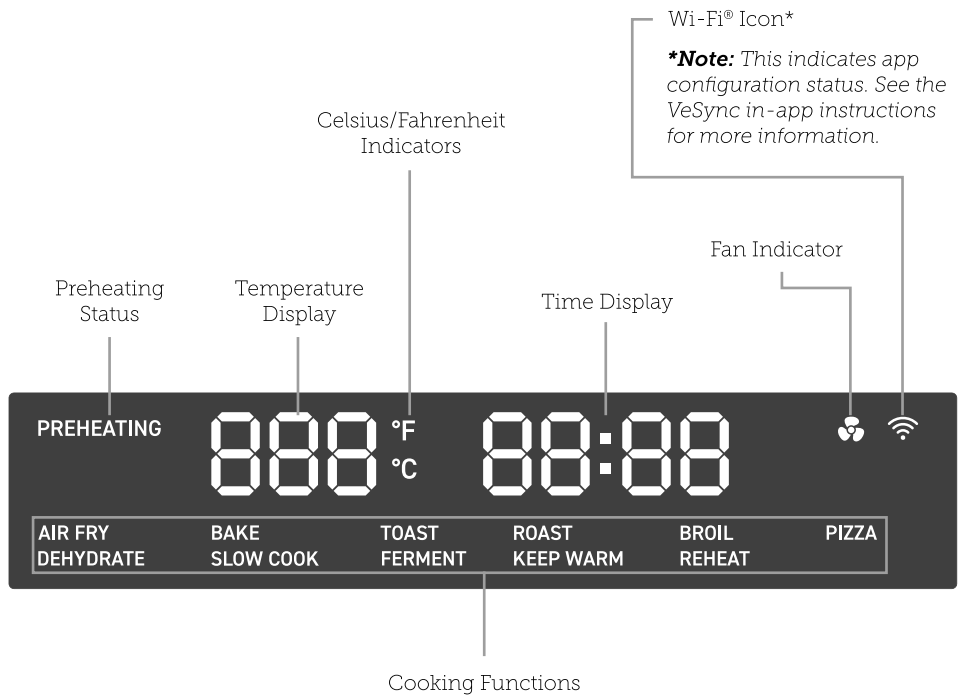 Wi-Fi® Icon*
*Note: This indicates app
configuration status. See the
VeSync in-app instructions
for more information.
Celsius/Fahrenheit
Indicators
Fan Indicator
Preheating
Status
Temperature
Display
Time Display
PREHEATING 888 °F 88:88
°C
AIR FRY BAKE TOAST ROAST BROIL PIZZA
DEHYDRATE SLOW COOK FERMENT KEEP WARM REHEAT
Cooking Functions